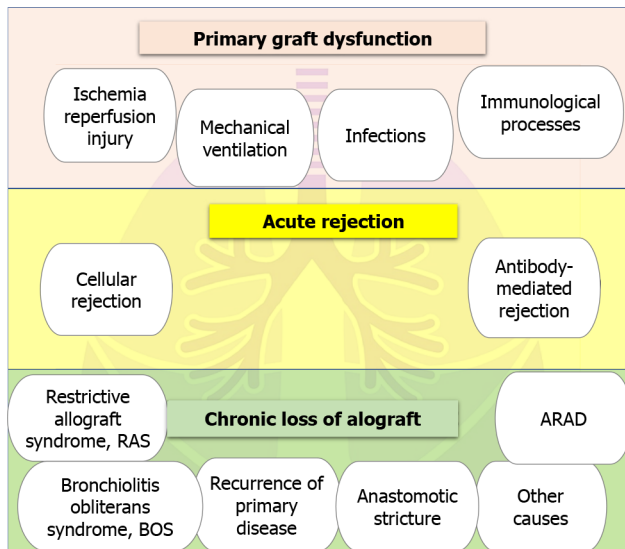 Primary graft dysfunction
Ischemia
reperfusion
injury
Mechanical
ventilation
Infections
Immunological
processes
Acute rejection
Cellular
rejection
Antibody-
mediated
rejection
Restrictive
allograft
syndrome, RAS
Chronic loss of alograft
ARAD
Bronchiolitis
obliterans
syndrome, BOS
Recurrence of
primary
disease
Anastomotic
stricture
Other
causes